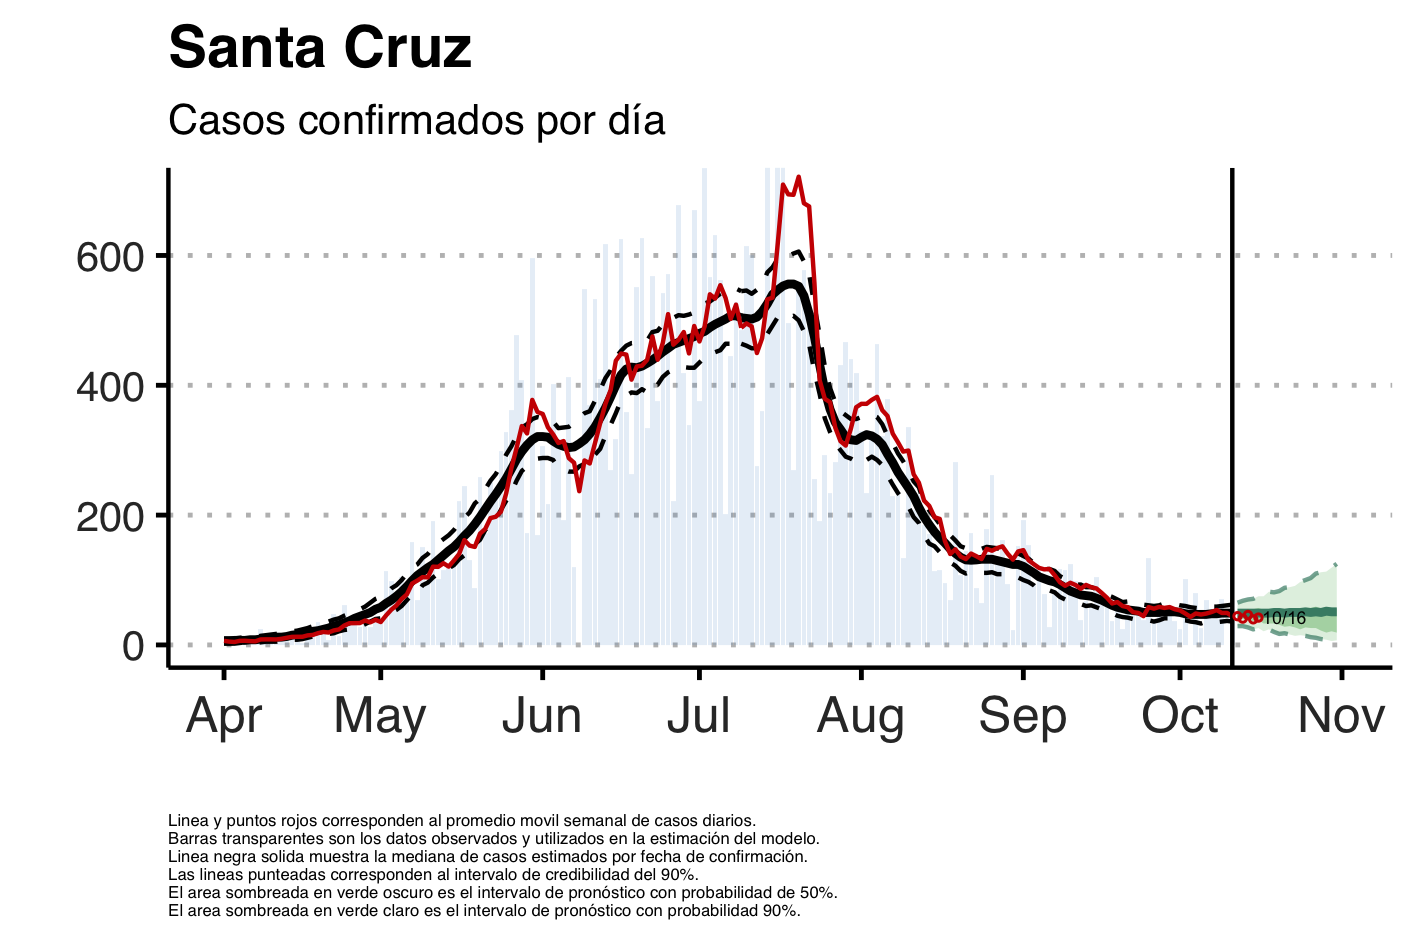 Santa Cruz
Casos confirmados por día
600
400
200
0
10/16
Apr May Jun Jul Aug Sep Oct Nov
Linea y puntos rojos corresponden al promedio movil semanal de casos diarios.
Barras transparentes son los datos observados y utilizados en la estimación del modelo.
Linea negra solida muestra la mediana de casos estimados por fecha de confirmación.
Las lineas punteadas corresponden al intervalo de credibilidad del 90%.
El area sombreada en verde oscuro es el intervalo de pronóstico con probabilidad de 50%.
El area sombreada en verde claro es el intervalo de pronóstico con probabilidad 90%.